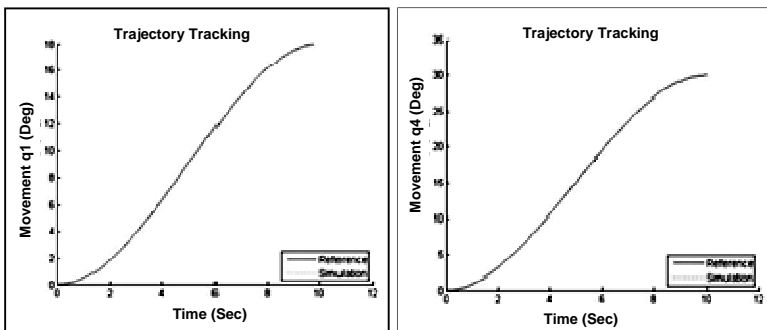 Trajectory Tracking
Movement q1 (Deg)
18
16
14
12
10
8
6
4
2
0
0 2 4 6 8 10 12
Time (Sec)
Reference
Simulation
Trajectory Tracking
Movement q4 (Deg)
35
30
25
20
15
10
5
0
0 2 4 6 8 10 12
Time (Sec)
Reference
Simulation